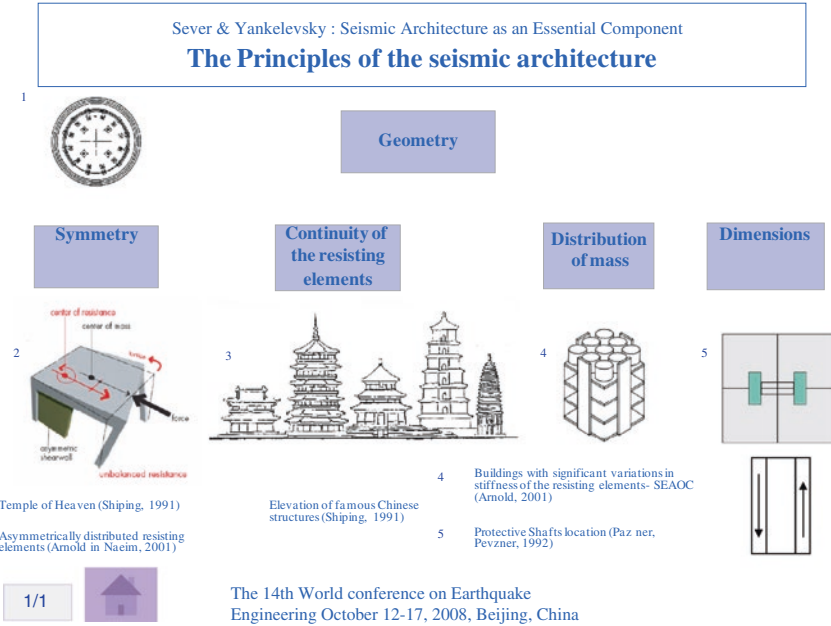 Sever & Yankelevsky : Seismic Architecture as an Essential Component
The Principles of the seismic architecture
1
Geometry
Symmetry
Continuity of
the resisting
elements
Distribution
of mass
Dimensions
center of resistance
center of mass
torsion
2
force
asymmetric
shearwall
unbalanced resistance
3
4
5
Temple of Heaven (Shiping, 1991)
Asymmetrically distributed resisting
elements (Arnold in Naeim, 2001)
Elevation of famous Chinese
structures (Shiping, 1991)
4 Buildings with significant variations in
stiffness of the resisting elements- SEAOC
(Arnold, 2001)
5 Protective Shafts location (Paz ner,
Pevzner, 1992)
1/1
The 14th World conference on Earthquake
Engineering October 12-17, 2008, Beijing, China